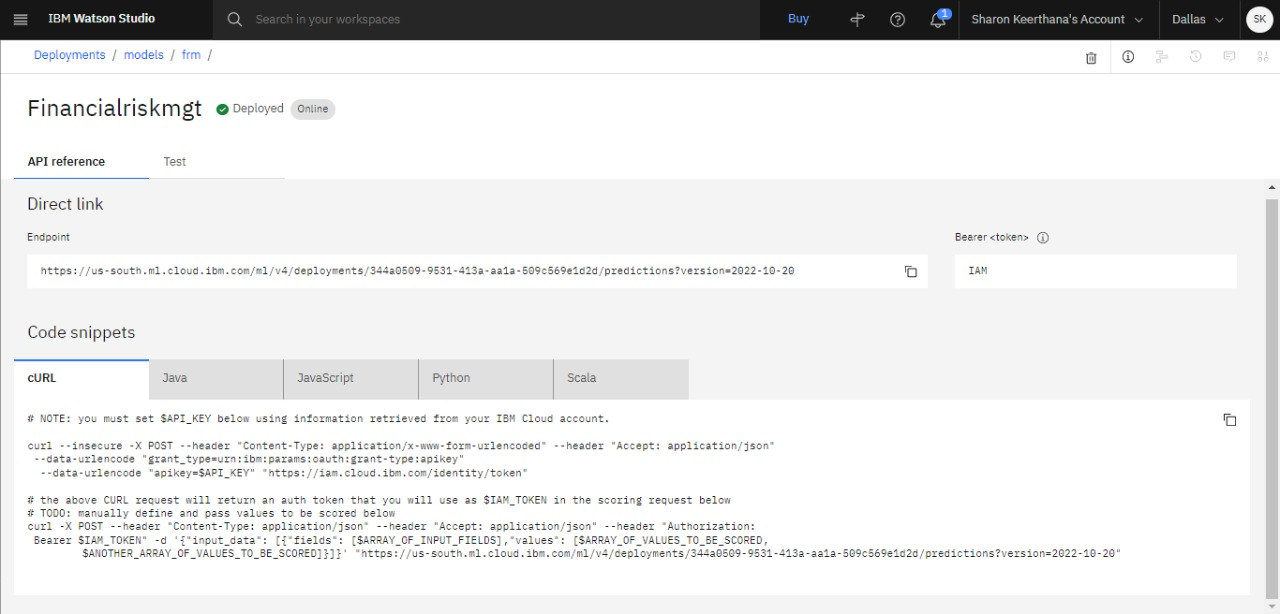 IBM Watson Studio
Search in your workspaces
Buy
1
Sharon Keerthana's Account
Dallas
SK
Deployments / models / frm /
Financialriskmgt
Deployed
Online
API reference
Test
Direct link
Endpoint
Bearer <token>
https://us-south.ml.cloud.ibm.com/ml/v4/deployments/344a0509-9531-413a-aa1a-509c569e1d2d/predictions?version=2022-10-20
IAM
Code snippets
cURL
Java
JavaScript
Python
Scala
# NOTE: you must set $API_KEY below using information retrieved from your IBM Cloud account.
curl --insecure -X POST --header "Content-Type: application/x-www-form-urlencoded" --header "Accept: application/json"
--data-urlencode "grant_type=urn:ibm:params:oauth:grant-type:apikey"
--data-urlencode "apikey=$API_KEY" "https://iam.cloud.ibm.com/identity/token"
# the above CURL request will return an auth token that you will use as $IAM_TOKEN in the scoring request below
# TODO: manually define and pass values to be scored below
curl -X POST --header "Content-Type: application/json" --header "Accept: application/json" --header "Authorization:
Bearer $IAM_TOKEN" -d '{"input_data": [{"fields": [$ARRAY_OF_INPUT_FIELDS],"values": [$ARRAY_OF_VALUES_TO_BE_SCORED,
$ANOTHER_ARRAY_OF_VALUES_TO_BE_SCORED]}]}' "https://us-south.ml.cloud.ibm.com/ml/v4/deployments/344a0509-9531-413a-aa1a-509c569e1d2d/predictions?version=2022-10-20"